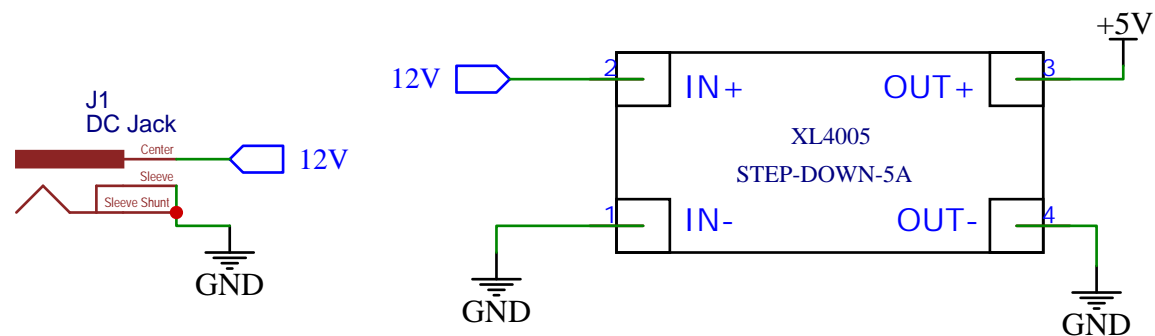 J1
DC Jack
Center
12V
Sleeve
Sleeve Shunt
GND
12V
2
IN+
OUT+
3
+5V
XL4005
STEP-DOWN-5A
1
IN-
OUT-
4
GND
GND